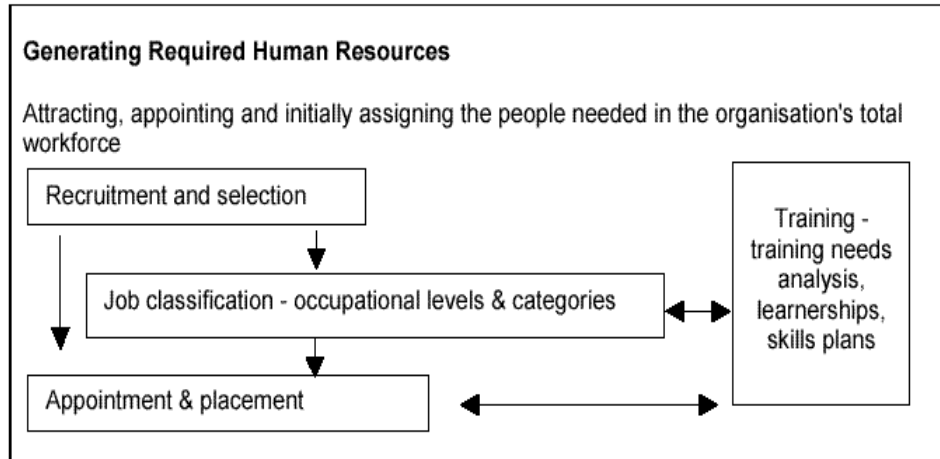 Generating Required Human Resources
Attracting, appointing and initially assigning the people needed in the organisation's total
workforce
Recruitment and selection
Job classification - occupational levels & categories
Appointment & placement
Training -
training needs
analysis,
learnerships,
skills plans